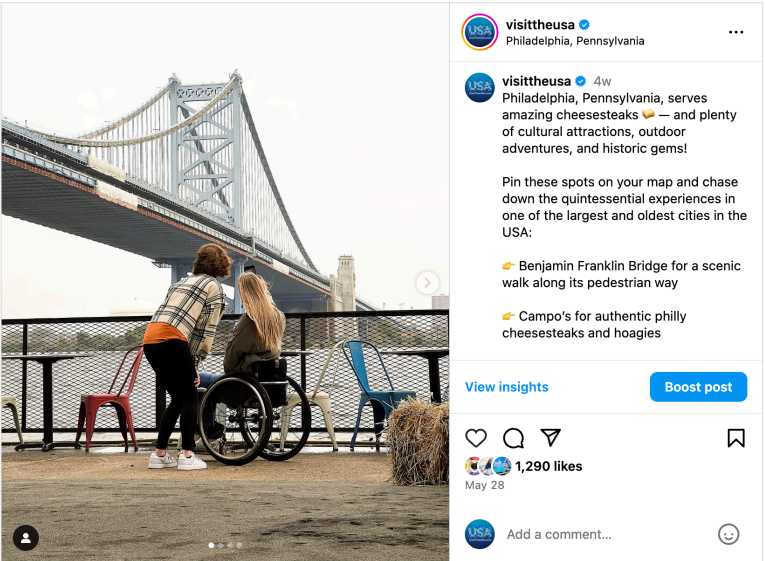 visittheusa
Philadelphia, Pennsylvania
visittheusa 4w
Philadelphia, Pennsylvania, serves
amazing cheesesteaks 🥪 — and plenty
of cultural attractions, outdoor
adventures, and historic gems!
Pin these spots on your map and chase
down the quintessential experiences in
one of the largest and oldest cities in the
USA:
👉 Benjamin Franklin Bridge for a scenic
walk along its pedestrian way
👉 Campo’s for authentic philly
cheesesteaks and hoagies
View insights
Boost post
1,290 likes
May 28
USA
Add a comment...